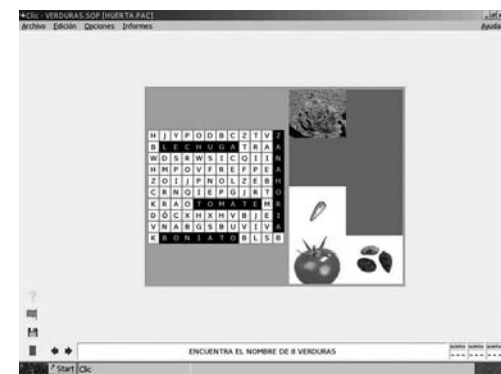 Clic - VERDURAS.SOP [HUERTA.PAC]
Archivo Edición Opciones Informes Ayuda
H J Y P O D B C Z T V Z
B L E C H U G A T R A A
W D S R W S I C Q I I N
H M P O V F R E F P E A
Z O I J P N O L Z E B H
C R N Q I E P G J R T O
K R A O T O M A T E M R
D Ó C X H X H V B J E I
V N A B G S B U V I V A
K B O N I A T O B L S B
ENCUENTRA EL NOMBRE DE 8 VERDURAS
Start Clic